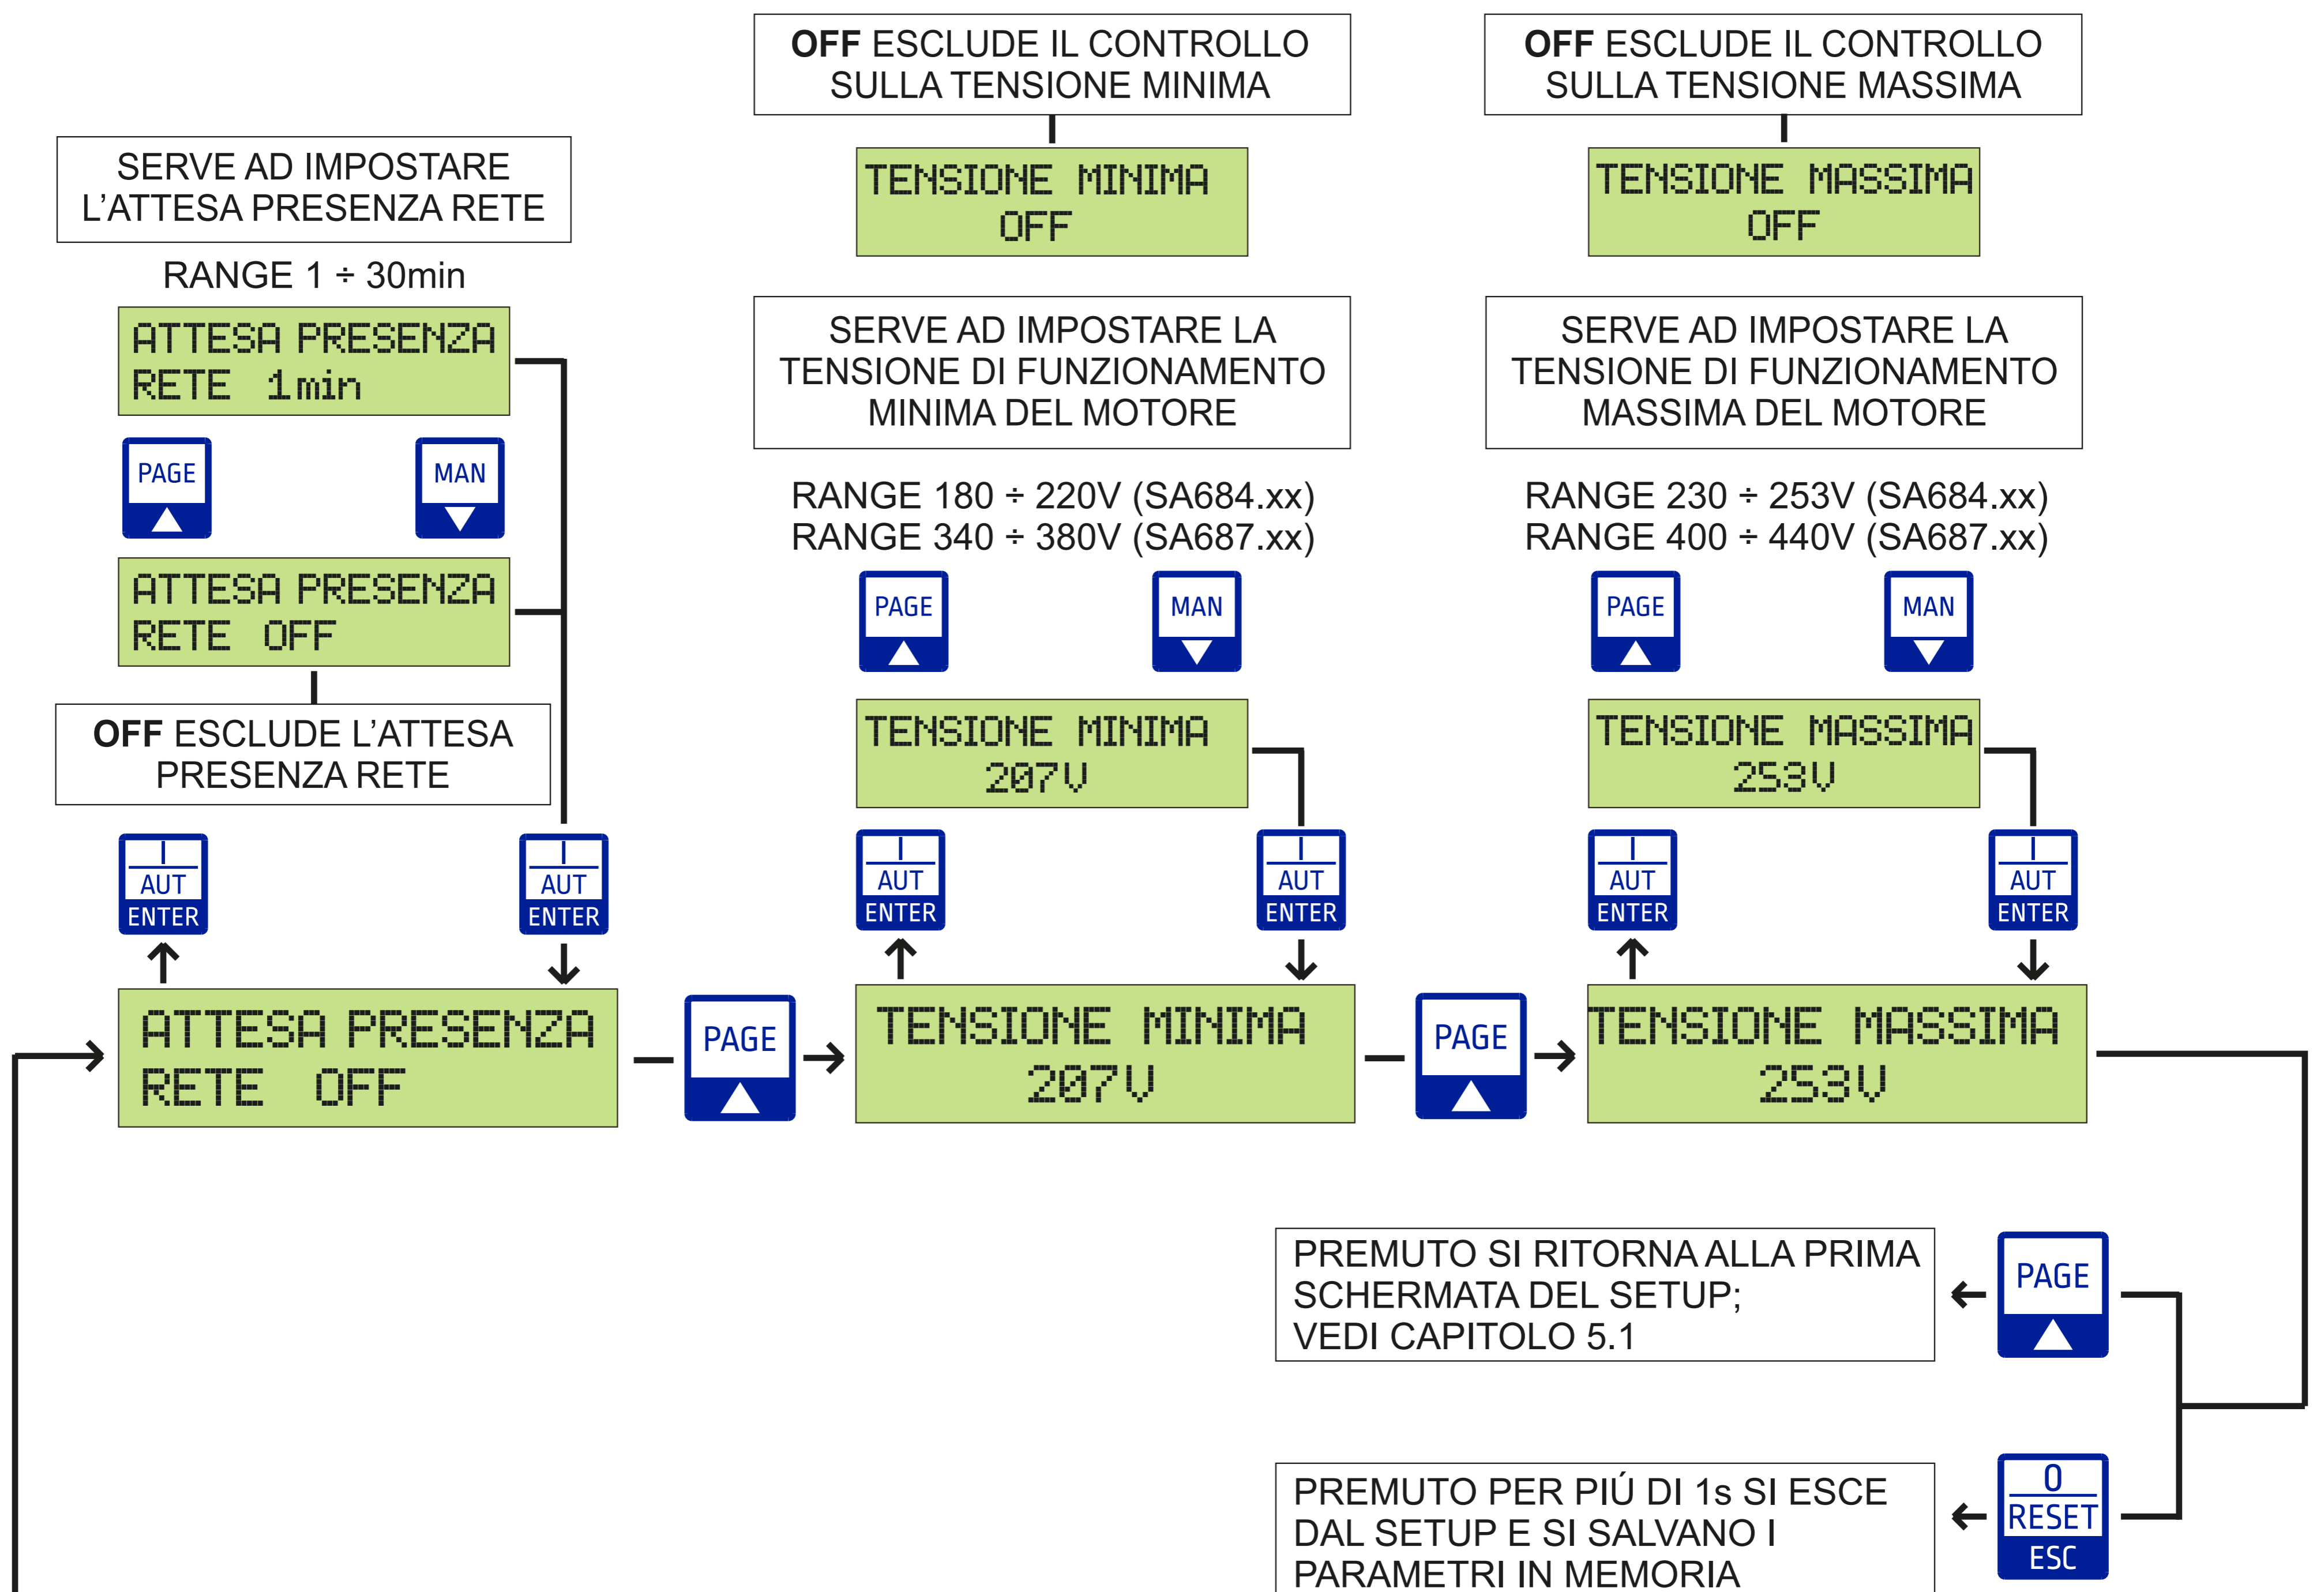 SERVE AD IMPOSTARE
L'ATTESA PRESENZA RETE
RANGE 1 ÷ 30min
ATTESA PRESENZA
RETE 1min
PAGE
MAN
ATTESA PRESENZA
RETE OFF
OFF ESCLUDE L'ATTESA
PRESENZA RETE
I
AUT
ENTER
I
AUT
ENTER
ATTESA PRESENZA
RETE OFF
PAGE
OFF ESCLUDE IL CONTROLLO
SULLA TENSIONE MINIMA
TENSIONE MINIMA
OFF
SERVE AD IMPOSTARE LA
TENSIONE DI FUNZIONAMENTO
MINIMA DEL MOTORE
RANGE 180 ÷ 220V (SA684.xx)
RANGE 340 ÷ 380V (SA687.xx)
PAGE
MAN
TENSIONE MINIMA
207V
I
AUT
ENTER
I
AUT
ENTER
TENSIONE MINIMA
207V
PAGE
OFF ESCLUDE IL CONTROLLO
SULLA TENSIONE MASSIMA
TENSIONE MASSIMA
OFF
SERVE AD IMPOSTARE LA
TENSIONE DI FUNZIONAMENTO
MASSIMA DEL MOTORE
RANGE 230 ÷ 253V (SA684.xx)
RANGE 400 ÷ 440V (SA687.xx)
PAGE
MAN
TENSIONE MASSIMA
253V
I
AUT
ENTER
I
AUT
ENTER
TENSIONE MASSIMA
253V
PREMUTO SI RITORNA ALLA PRIMA
SCHERMATA DEL SETUP;
VEDI CAPITOLO 5.1
PAGE
PREMUTO PER PIÚ DI 1s SI ESCE
DAL SETUP E SI SALVANO I
PARAMETRI IN MEMORIA
0
RESET
ESC